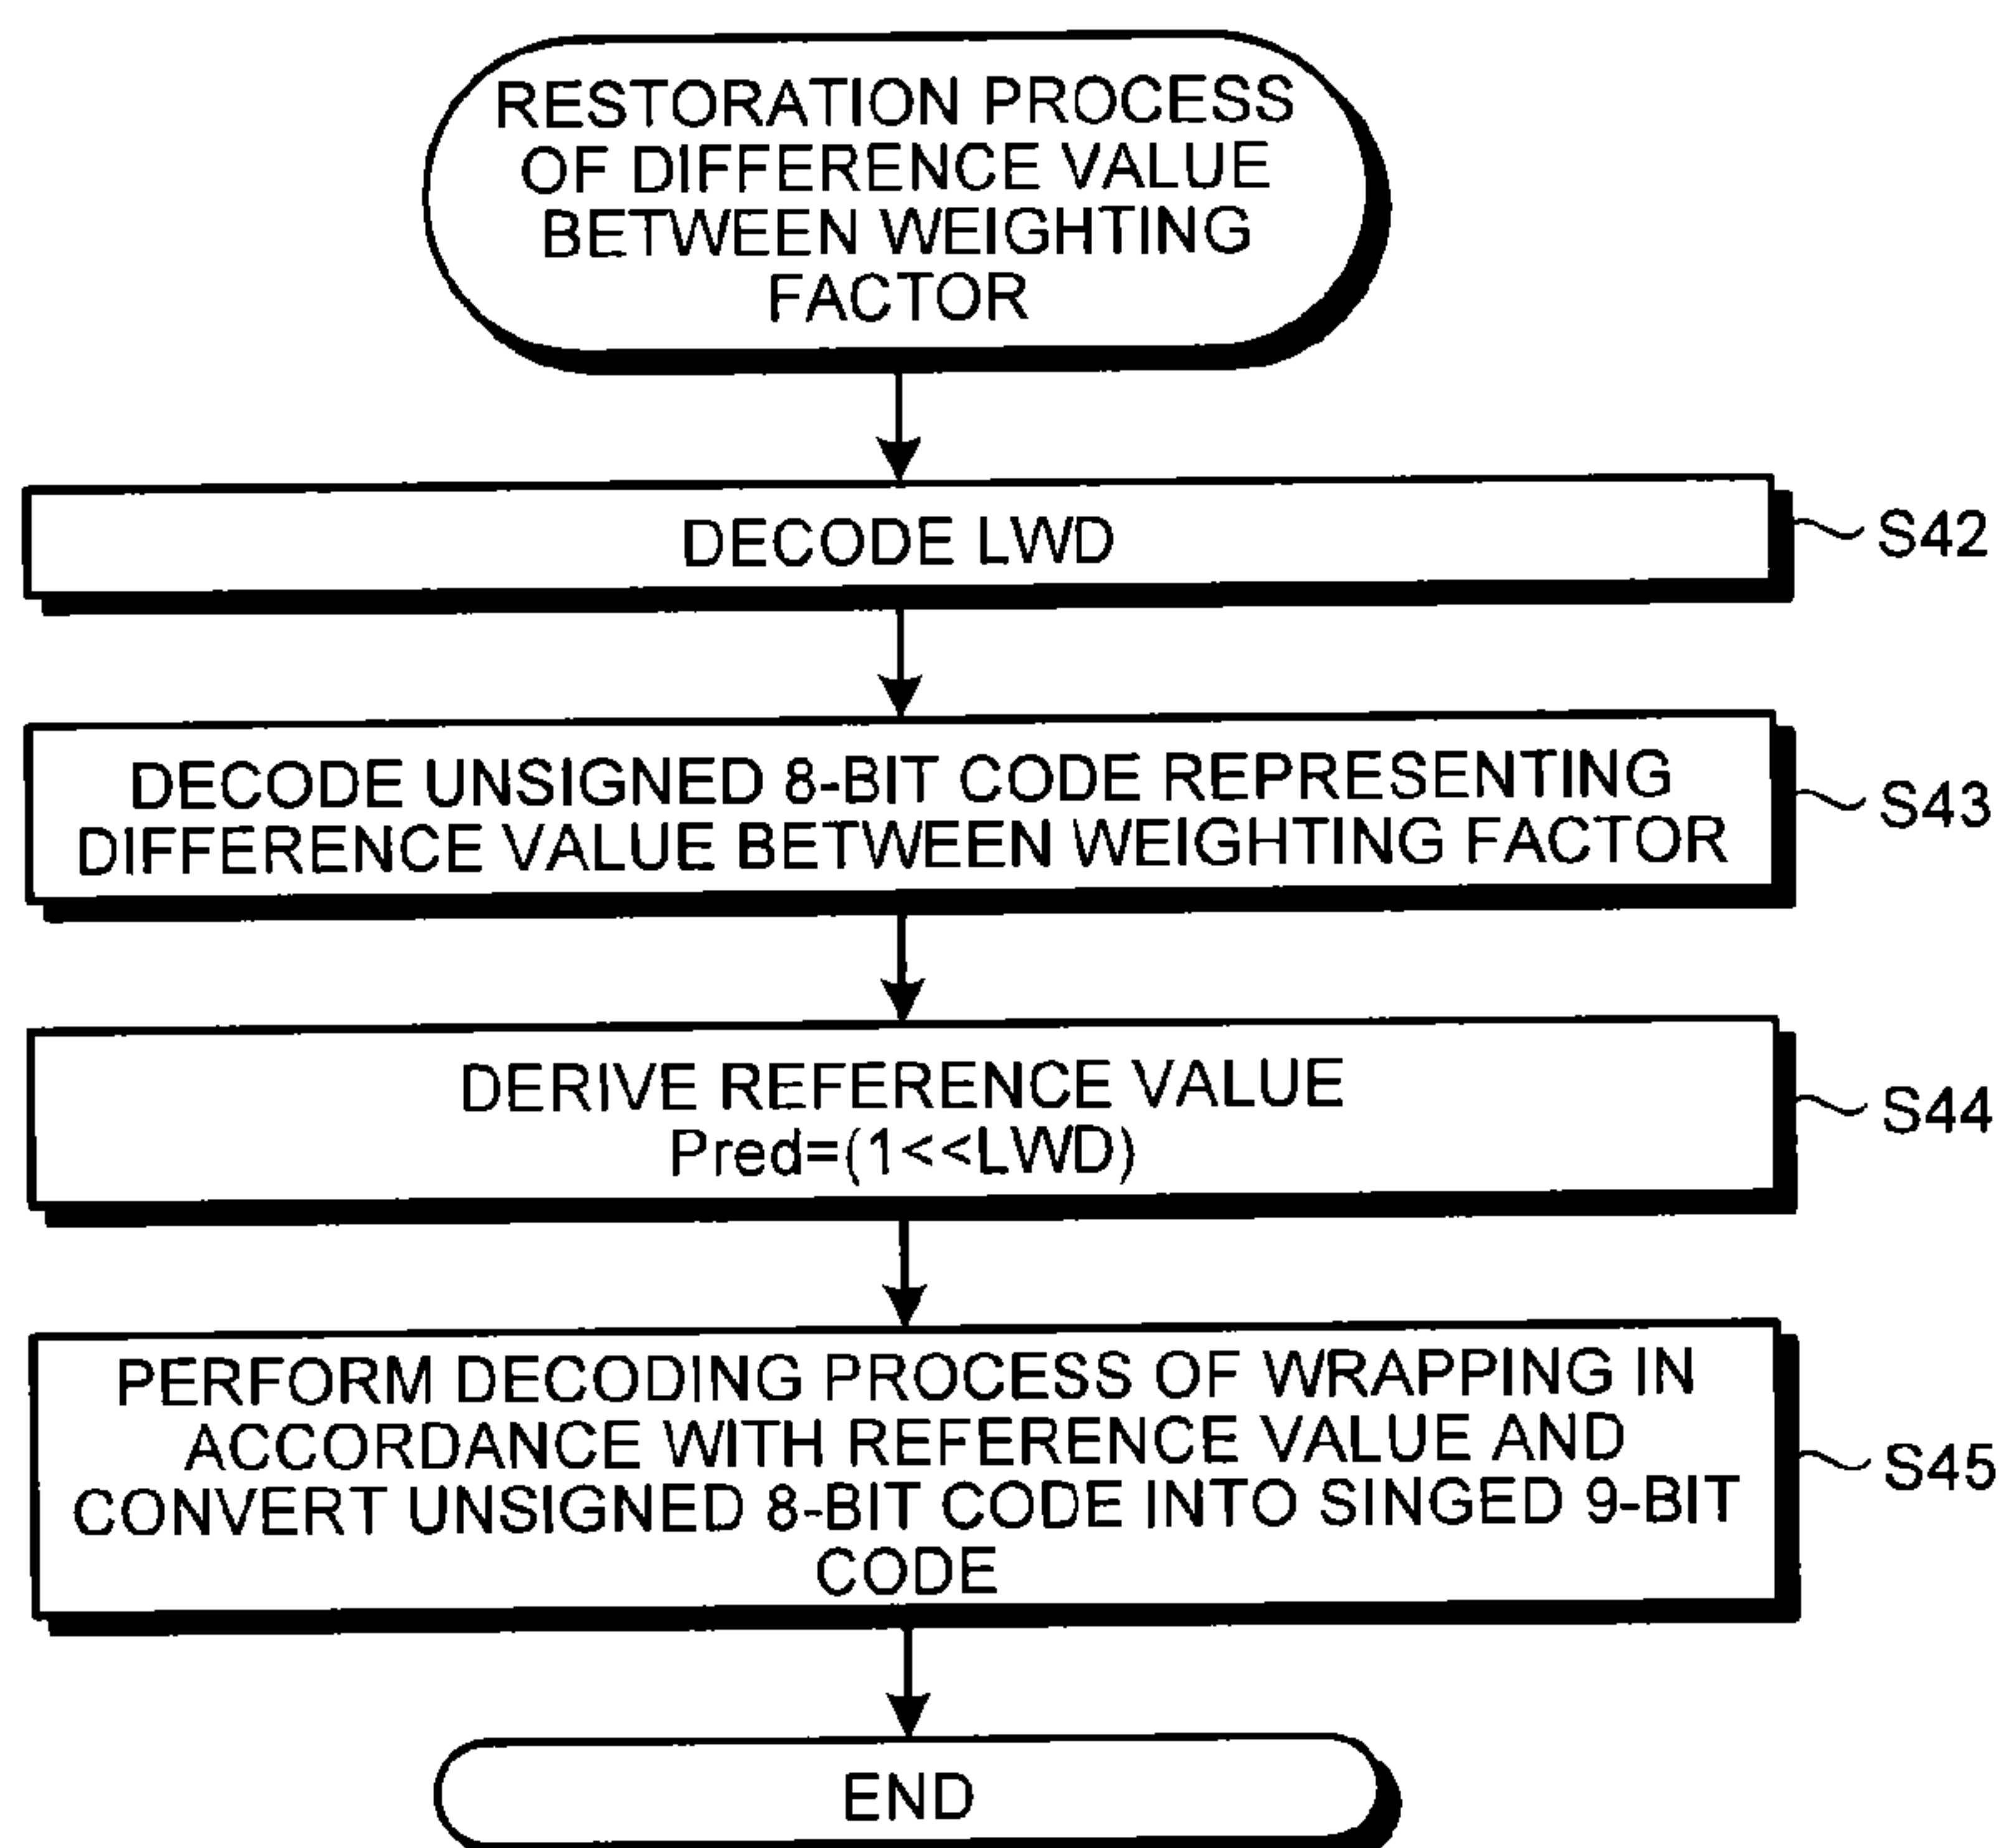 RESTORATION PROCESS
OF DIFFERENCE VALUE
BETWEEN WEIGHTING
FACTOR
DECODE LWD
S42
DECODE UNSIGNED 8-BIT CODE REPRESENTING
DIFFERENCE VALUE BETWEEN WEIGHTING FACTOR
S43
DERIVE REFERENCE VALUE
Pred=(1<<LWD)
S44
PERFORM DECODING PROCESS OF WRAPPING IN
ACCORDANCE WITH REFERENCE VALUE AND
CONVERT UNSIGNED 8-BIT CODE INTO SINGED 9-BIT
CODE
S45
END